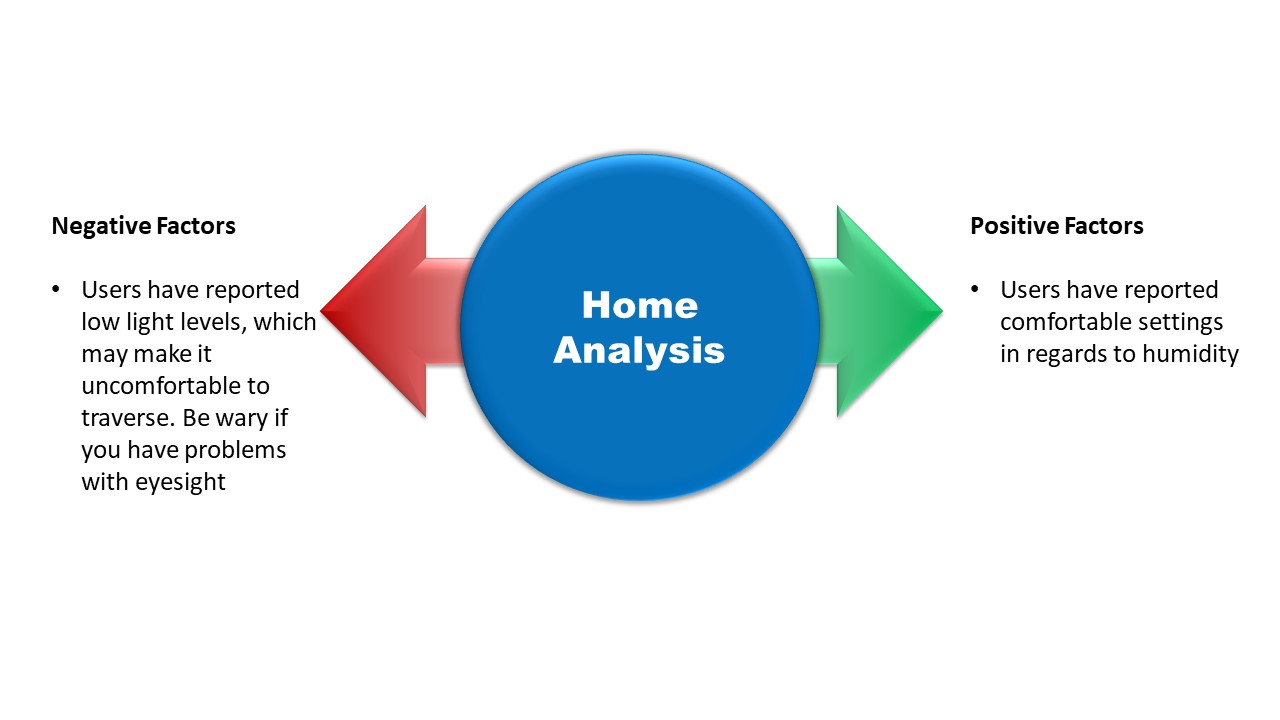 Negative Factors
• Users have reported
low light levels, which
may make it
uncomfortable to
traverse. Be wary if
you have problems
with eyesight
Home
Analysis
Positive Factors
• Users have reported
comfortable settings
in regards to humidity